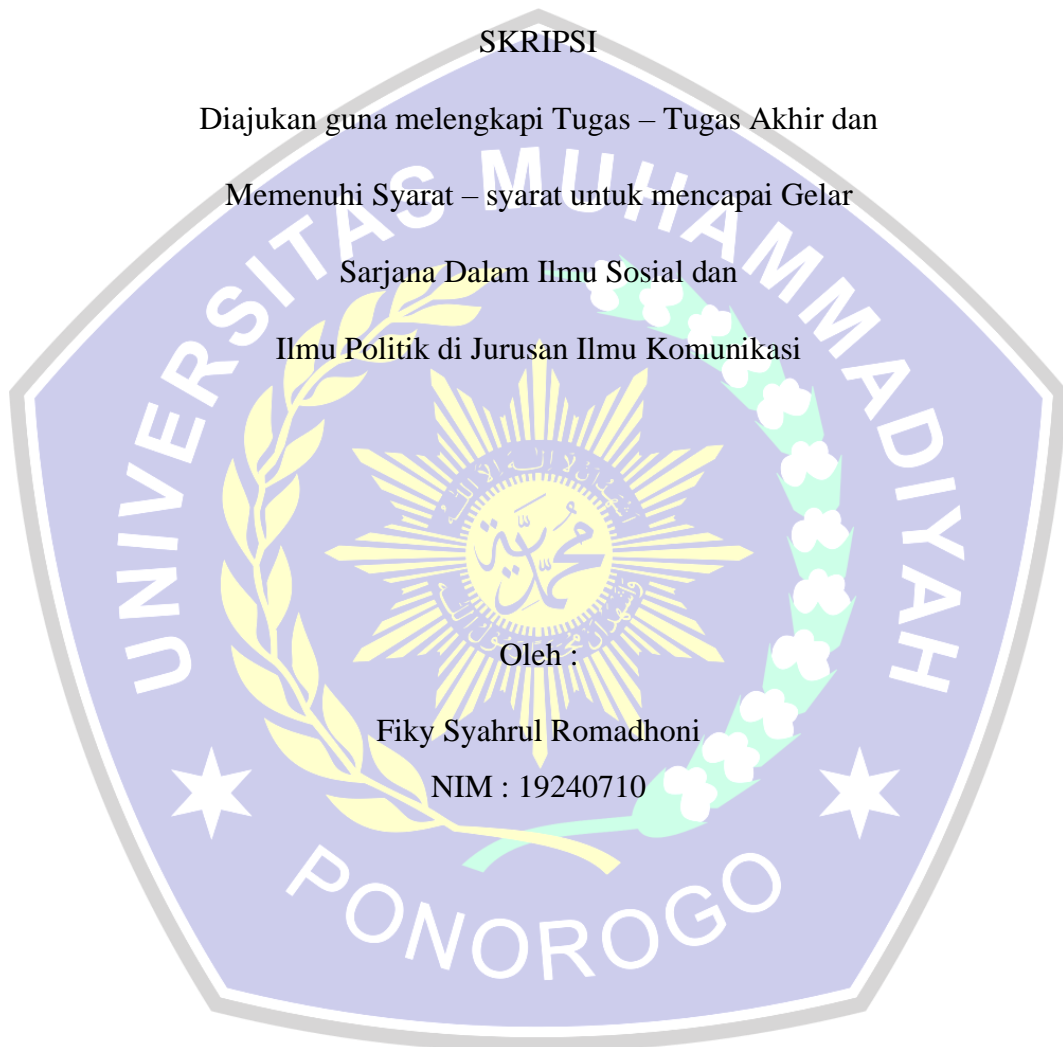 SKRIPSI
Diajukan guna melengkapi Tugas – Tugas Akhir dan
Memenuhi Syarat – syarat untuk mencapai Gelar
Sarjana Dalam Ilmu Sosial dan
Ilmu Politik di Jurusan Ilmu Komunikasi
UNIVERSITAS MUHAMMADIYAH
محمدية
Oleh :
Fiky Syahrul Romadhoni
NIM : 19240710
PONOROGO